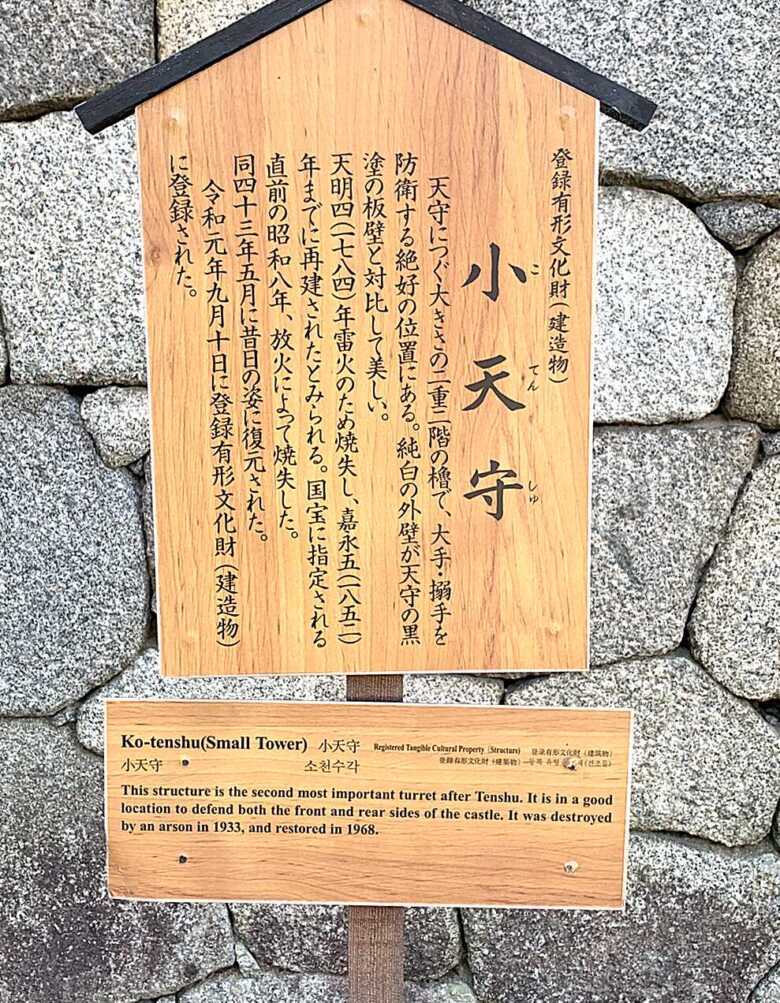 登録有形文化財(建造物)
小天守
こ てん しゅ
天守につぐ大きさの二重二階の櫓で、大手・搦手を
防衛する絶好の位置にある。純白の外壁が天守の黒
塗の板壁と対比して美しい。
天明四(一七八四)年雷火のため焼失し、嘉永五(一八五二)
年までに再建されたとみられる。国宝に指定される
直前の昭和八年、放火によって焼失した。
同四十三年五月に昔日の姿に復元された。
令和元年九月十日に登録有形文化財(建造物)
に登録された。
Ko-tenshu(Small Tower) 小天守 Registered Tangible Cultural Property (Structure) 登录有形文化财(建筑物)
小天守 소천수각 登錄有形文化財(建築物)
This structure is the second most important turret after Tenshu. It is in a good
location to defend both the front and rear sides of the castle. It was destroyed
by an arson in 1933, and restored in 1968.